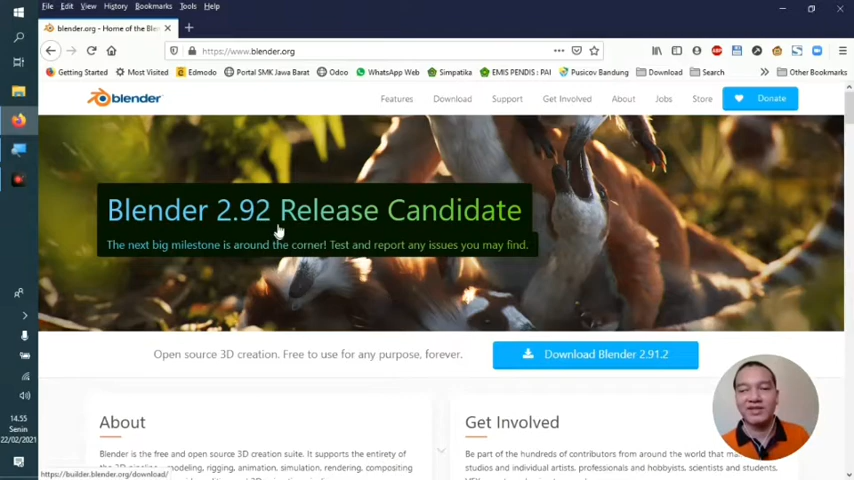 File Edit View History Bookmarks Tools Help
blender.org - Home of the Blen
https://www.blender.org
Getting Started Most Visited Edmodo Portal SMK Jawa Barat Odoo WhatsApp Web Simpatika EMIS PENDIS : PAI Pusicov Bandung Download Search Other Bookmarks
blender
Features Download Support Get Involved About Jobs Store Donate
Blender 2.92 Release Candidate
The next big milestone is around the corner! Test and report any issues you may find.
Open source 3D creation. Free to use for any purpose, forever.
Download Blender 2.91.2
About
Blender is the free and open source 3D creation suite. It supports the entirety of
modeling, rigging, animation, simulation, rendering, compositing
Get Involved
Be part of the hundreds of contributors from around the world
studios and individual artists, professionals and hobbyists, scientists and students,
14.55
Senin
22/02/2021
https://builder.blender.org/download/